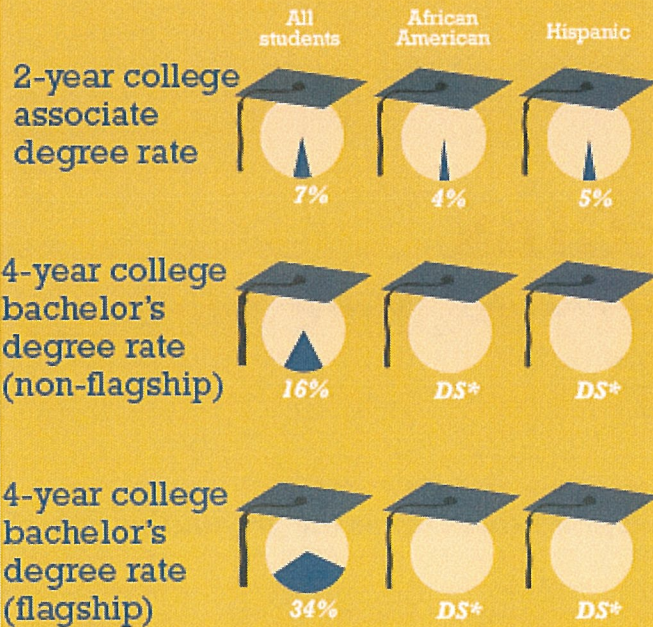 All
students
African
American
Hispanic
2-year college
associate
degree rate
7%
4%
5%
4-year college
bachelor's
degree rate
(non-flagship)
16%
DS*
DS*
4-year college
bachelor's
degree rate
(flagship)
34%
DS*
DS*